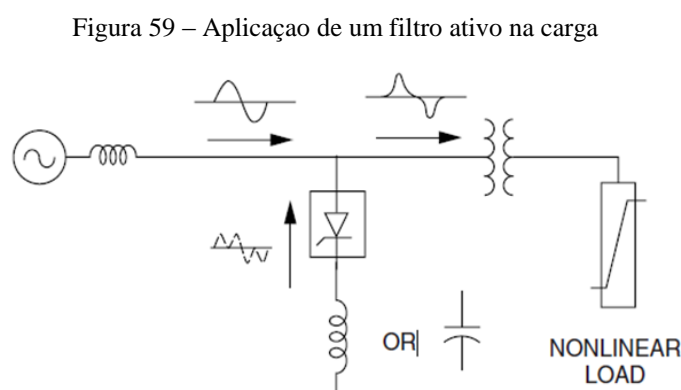 Figura 59 – Aplicaçao de um filtro ativo na carga
OR|
NONLINEAR
LOAD